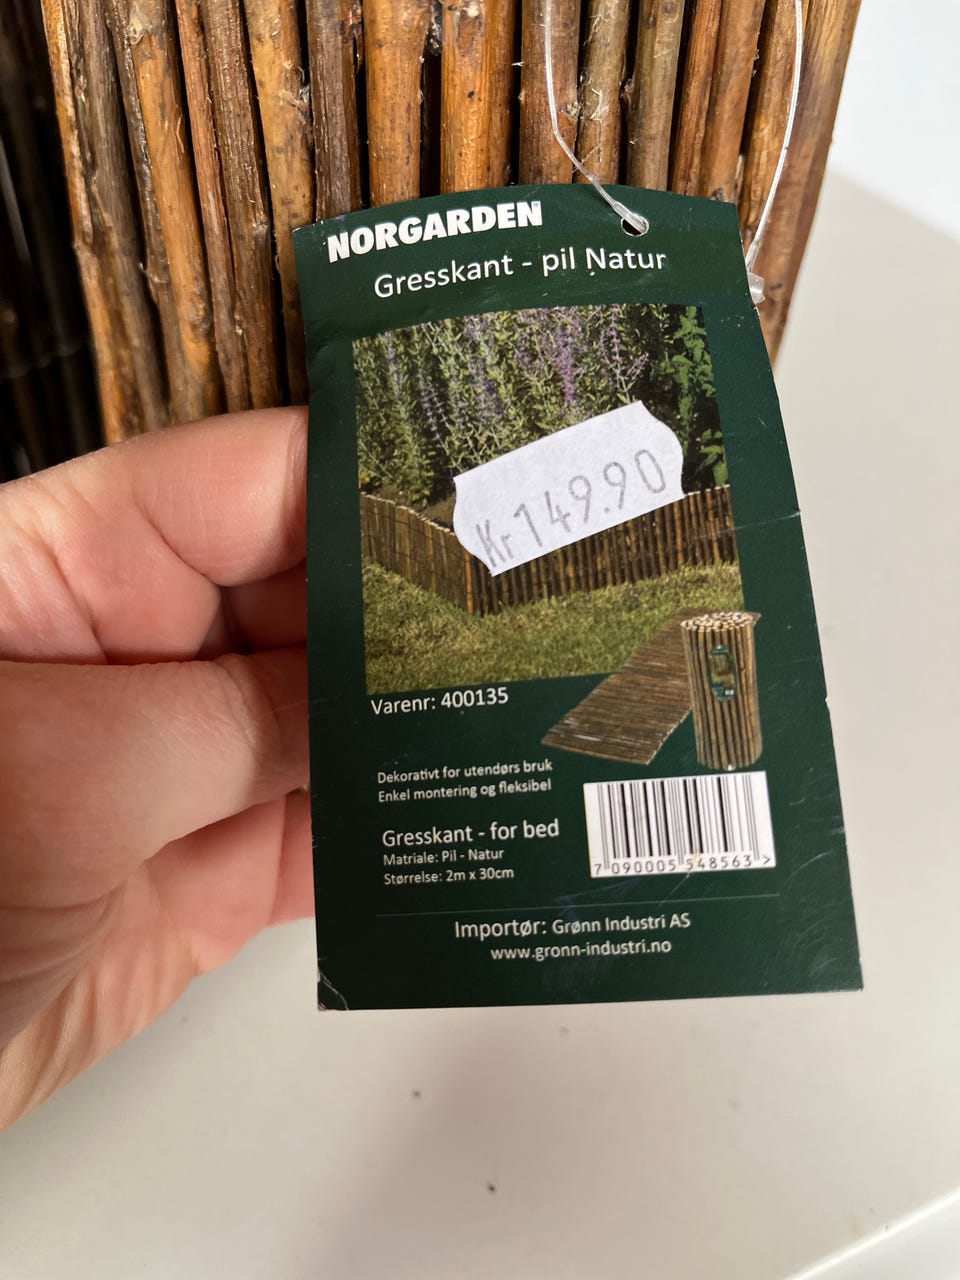 NORGARDEN
Gresskant - pil Natur
Kr 149.90
Varenr: 400135
Dekorativt for utendørs bruk
Enkel montering og fleksibel
Gresskant - for bed
Matriale: Pil - Natur
Størrelse: 2m x 30cm
7 090005 548563 >
Importør: Grønn Industri AS
www.gronn-industri.no